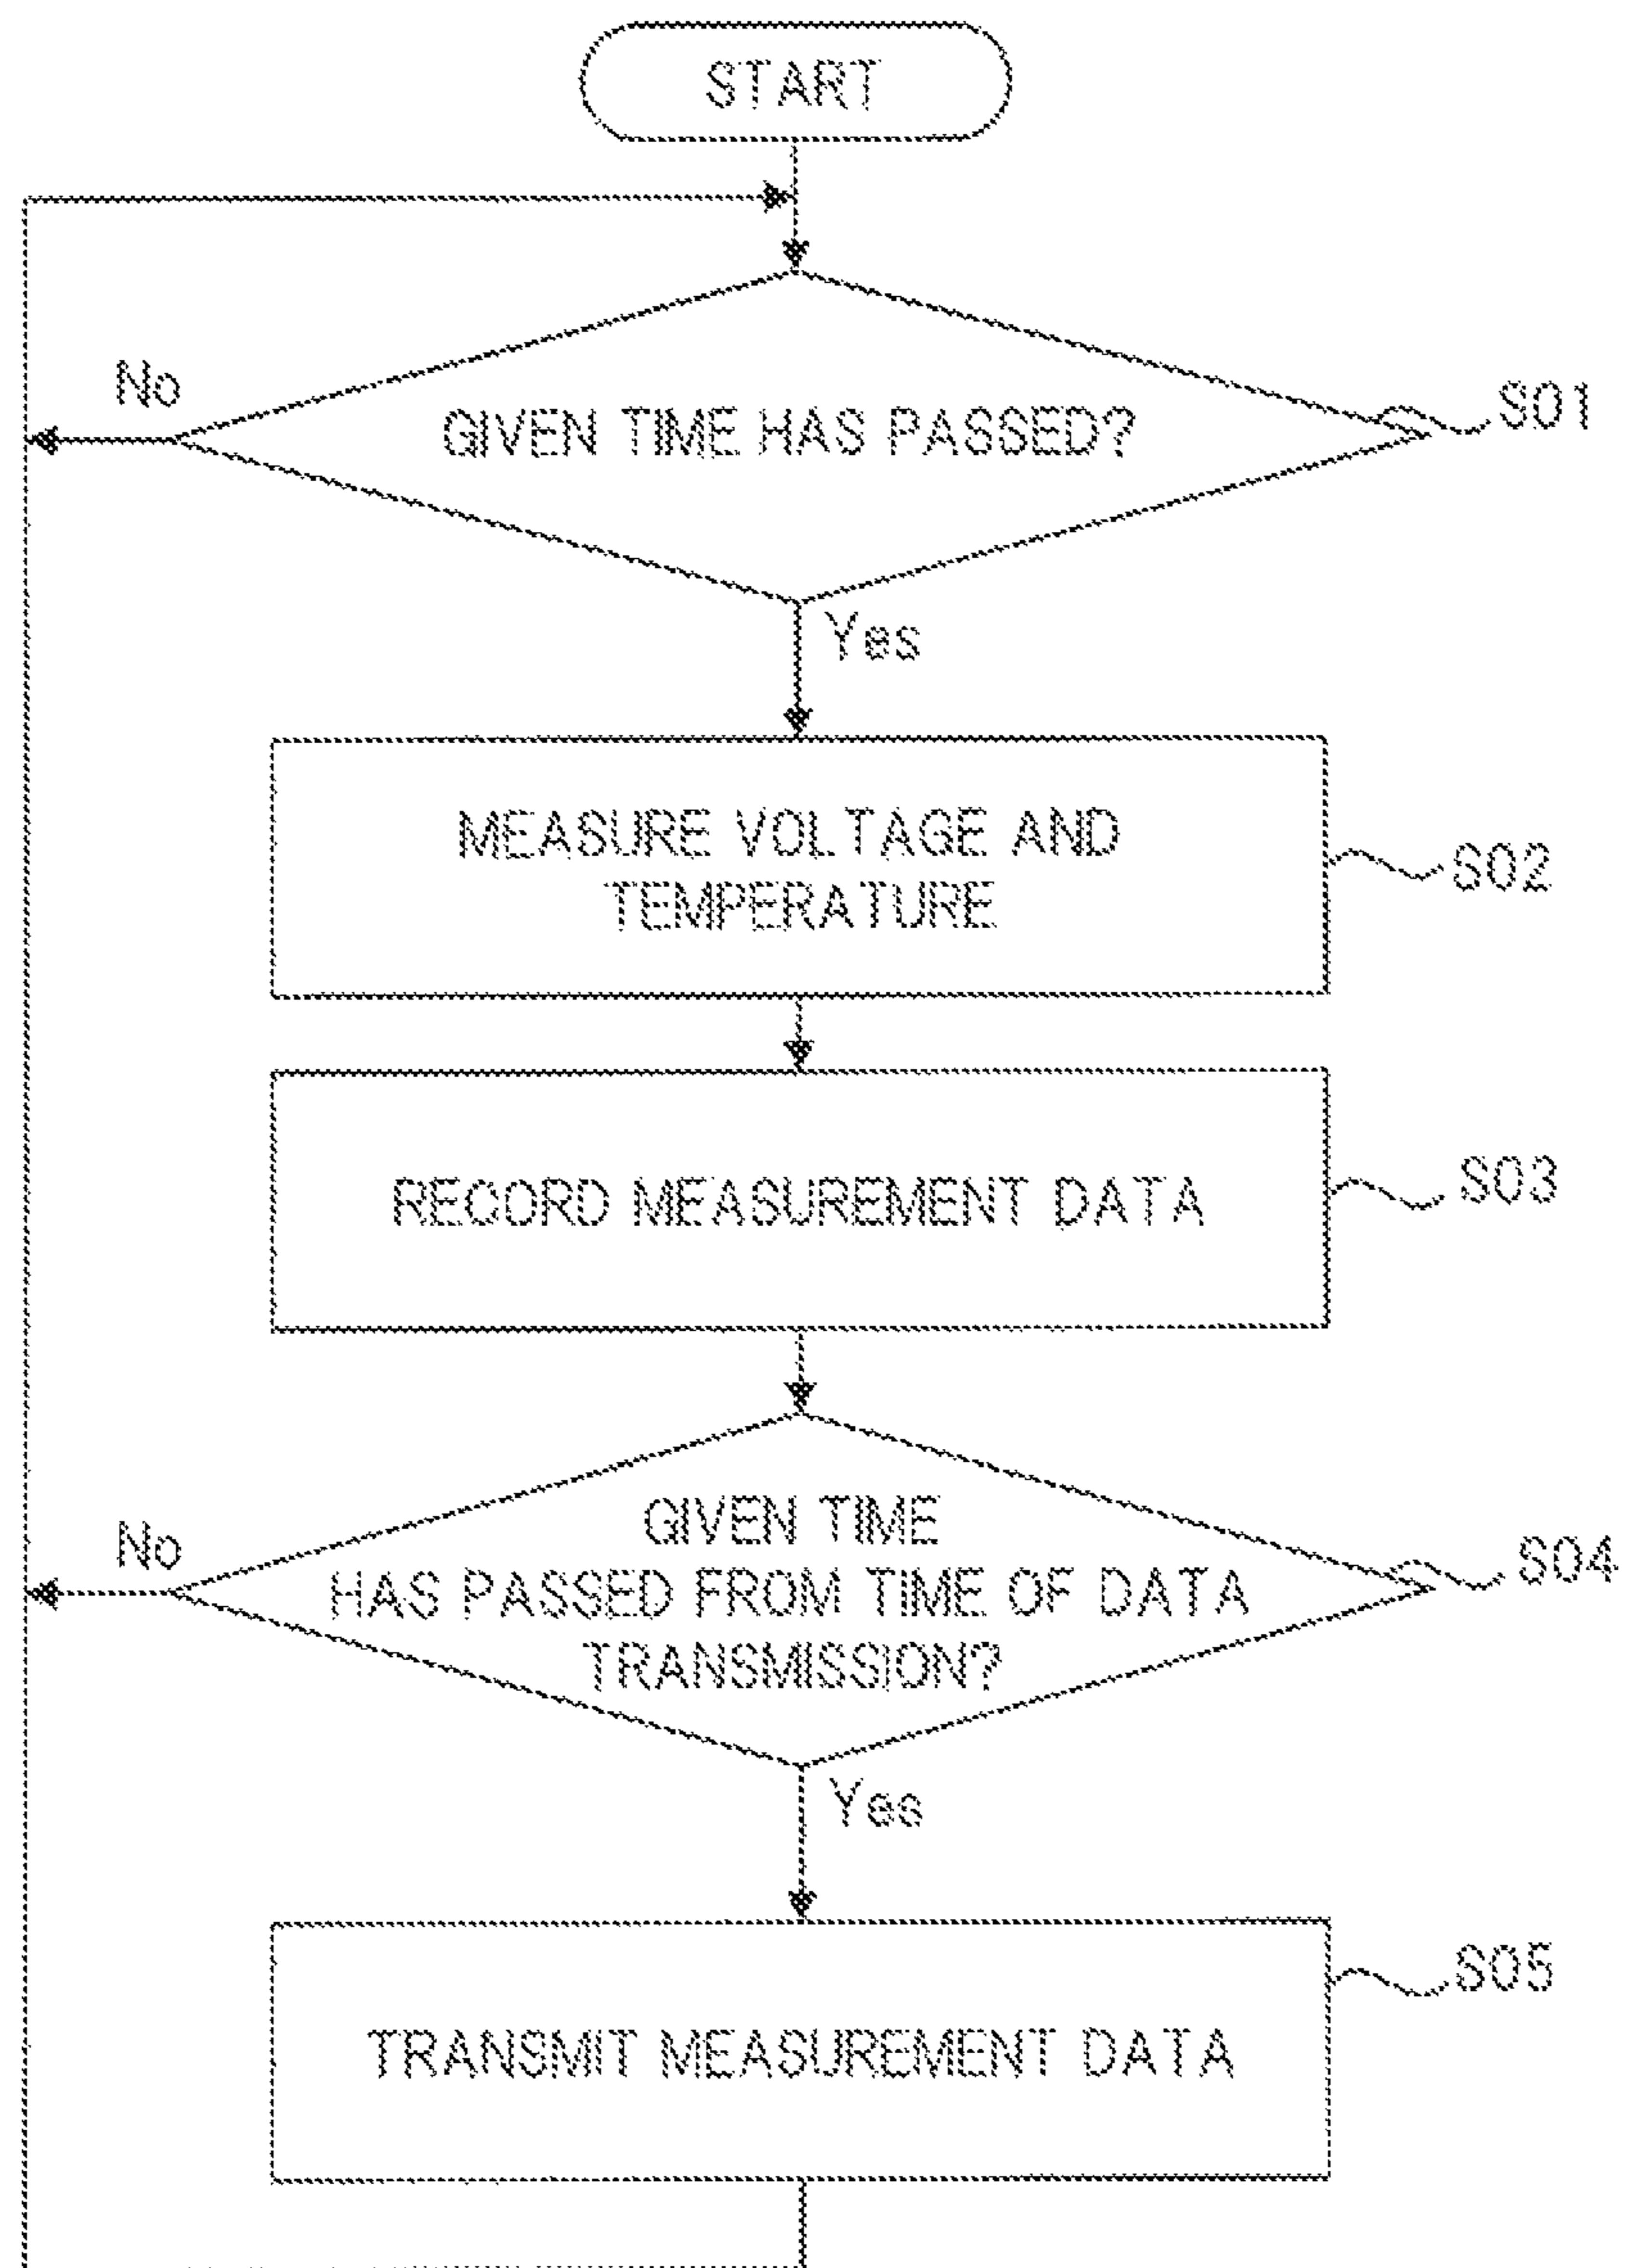 START
No
GIVEN TIME HAS PASSED?
S01
Yes
MEASURE VOLTAGE AND
TEMPERATURE
S02
RECORD MEASUREMENT DATA
S03
GIVEN TIME
No
HAS PASSED FROM TIME OF DATA
TRANSMISSION?
S04
Yes
TRANSMIT MEASUREMENT DATA
S05